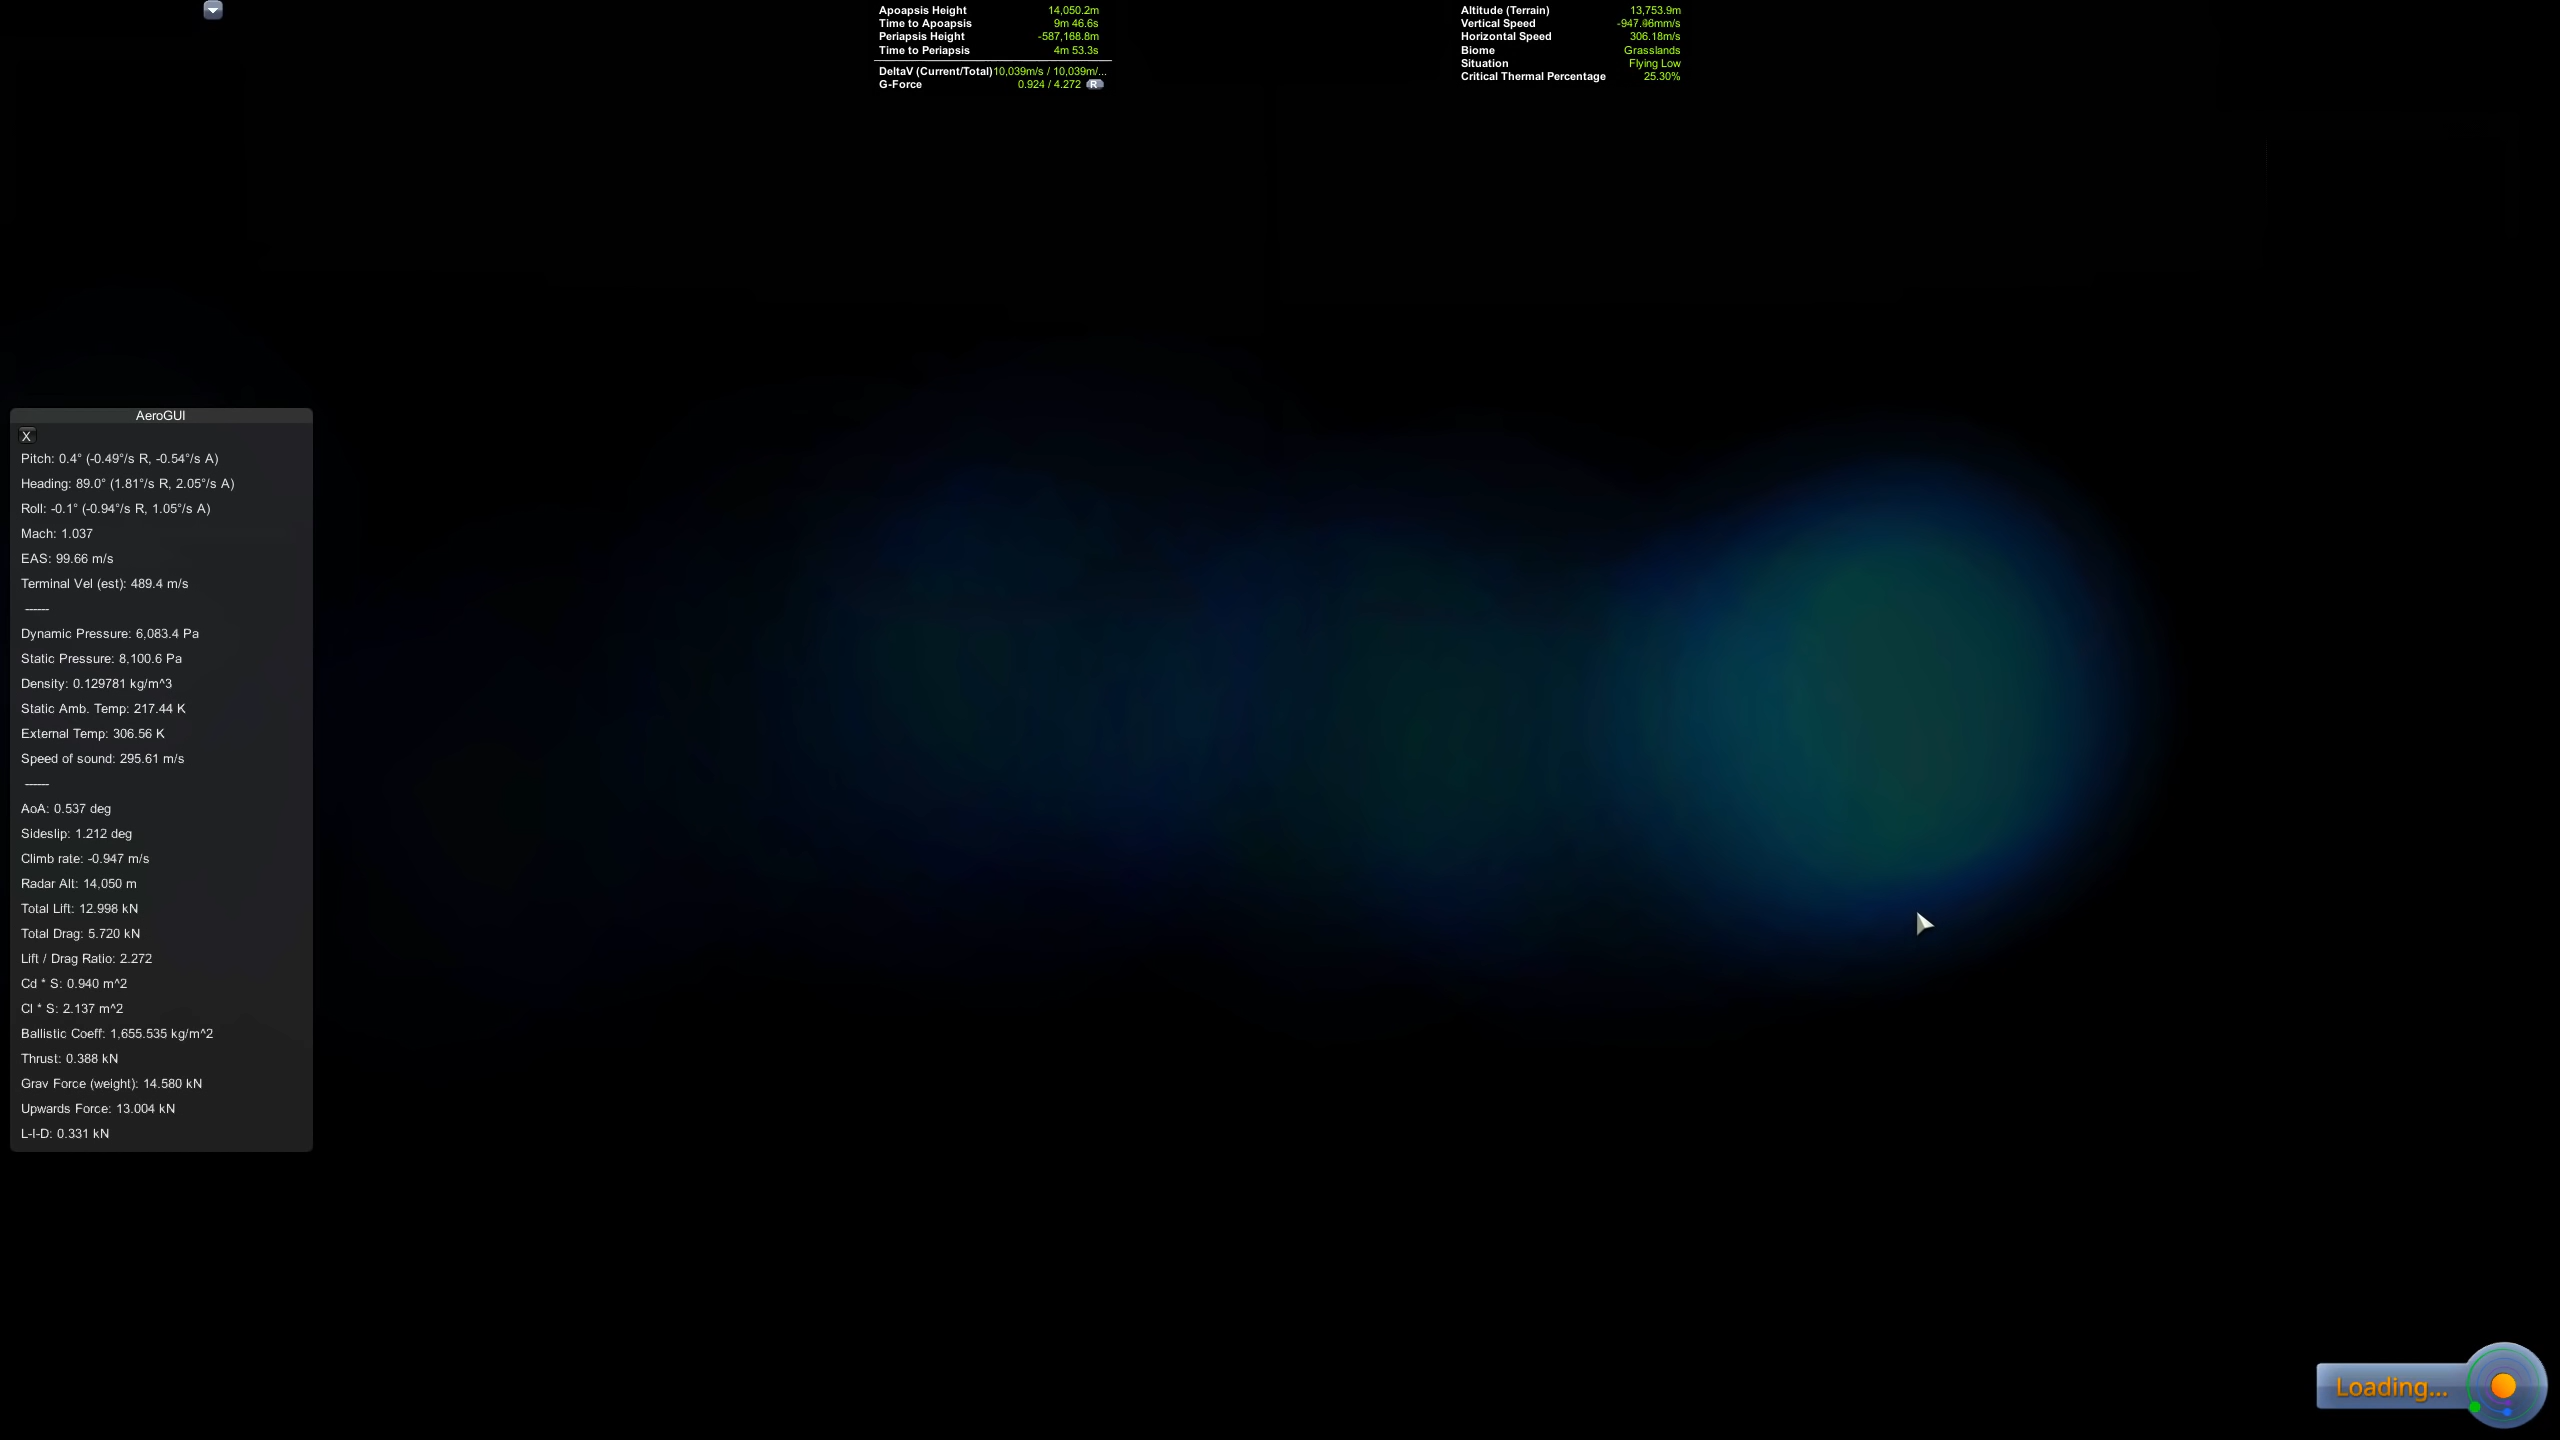 Apoapsis Height 14,050.2m
Time to Apoapsis 9m 46.6s
Periapsis Height -587,168.8m
Time to Periapsis 4m 53.3s
DeltaV (Current/Total) 10,039m/s / 10,039m/...
G-Force 0.924 / 4.272 R
Altitude (Terrain) 13,753.9m
Vertical Speed -947.46mm/s
Horizontal Speed 306.18m/s
Biome Grasslands
Situation Flying Low
Critical Thermal Percentage 25.30%
AeroGUI
X
Pitch: 0.4° (-0.49°/s R, -0.54°/s A)
Heading: 89.0° (1.81°/s R, 2.05°/s A)
Roll: -0.1° (-0.94°/s R, 1.05°/s A)
Mach: 1.037
EAS: 99.66 m/s
Terminal Vel (est): 489.4 m/s
------
Dynamic Pressure: 6,083.4 Pa
Static Pressure: 8,100.6 Pa
Density: 0.129781 kg/m^3
Static Amb. Temp: 217.44 K
External Temp: 306.56 K
Speed of sound: 295.61 m/s
------
AoA: 0.537 deg
Sideslip: 1.212 deg
Climb rate: -0.947 m/s
Radar Alt: 14,050 m
Total Lift: 12.998 kN
Total Drag: 5.720 kN
Lift / Drag Ratio: 2.272
Cd * S: 0.940 m^2
Cl * S: 2.137 m^2
Ballistic Coeff: 1,655.535 kg/m^2
Thrust: 0.388 kN
Grav Force (weight): 14.580 kN
Upwards Force: 13.004 kN
L-I-D: 0.331 kN
Loading...